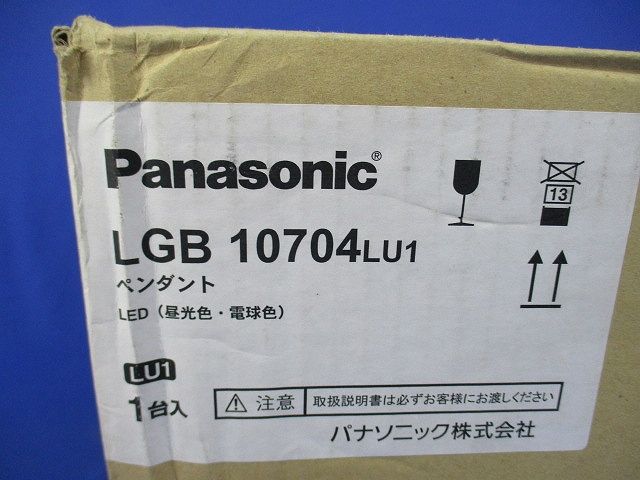 Panasonic®
LGB 10704LU1
ペンダント
LED（昼光色・電球色）
LU1
1台入
13
注意 取扱説明書は必ずお客様にお渡しください
パナソニック株式会社